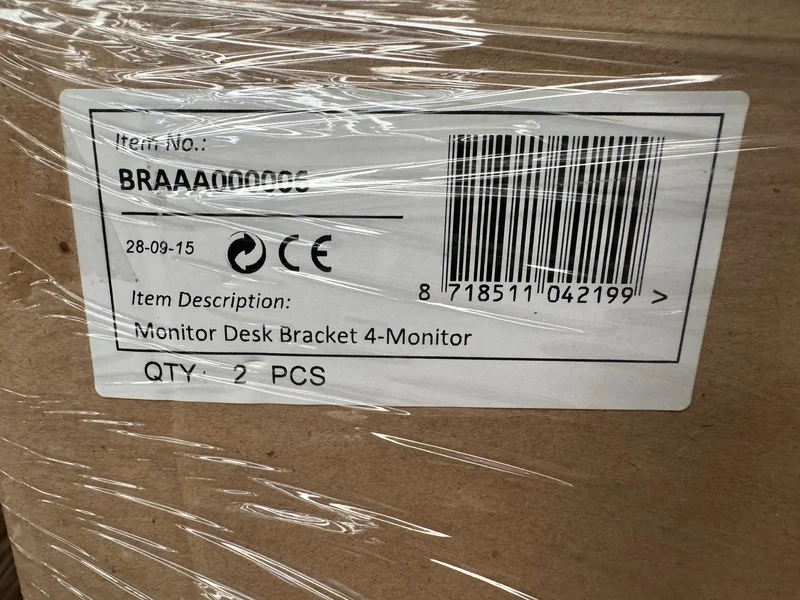 Item No.:
BRAAA000006
28-09-15
CE
Item Description:
Monitor Desk Bracket 4-Monitor
QTY: 2 PCS
8 718511 042199 >